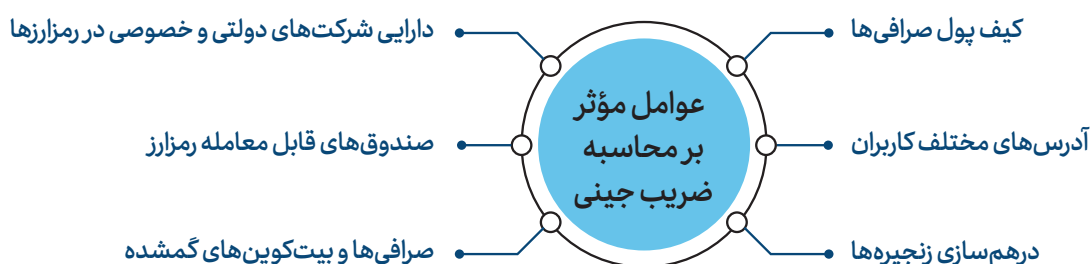 عوامل مؤثر
بر محاسبه
ضریب جینی
کیف پول صرافی‌ها
آدرس‌های مختلف کاربران
درهم‌سازی زنجیره‌ها
دارایی شرکت‌های دولتی و خصوصی در رمزارزها
صندوق‌های قابل معامله رمزارز
صرافی‌ها و بیت‌کوین‌های گمشده